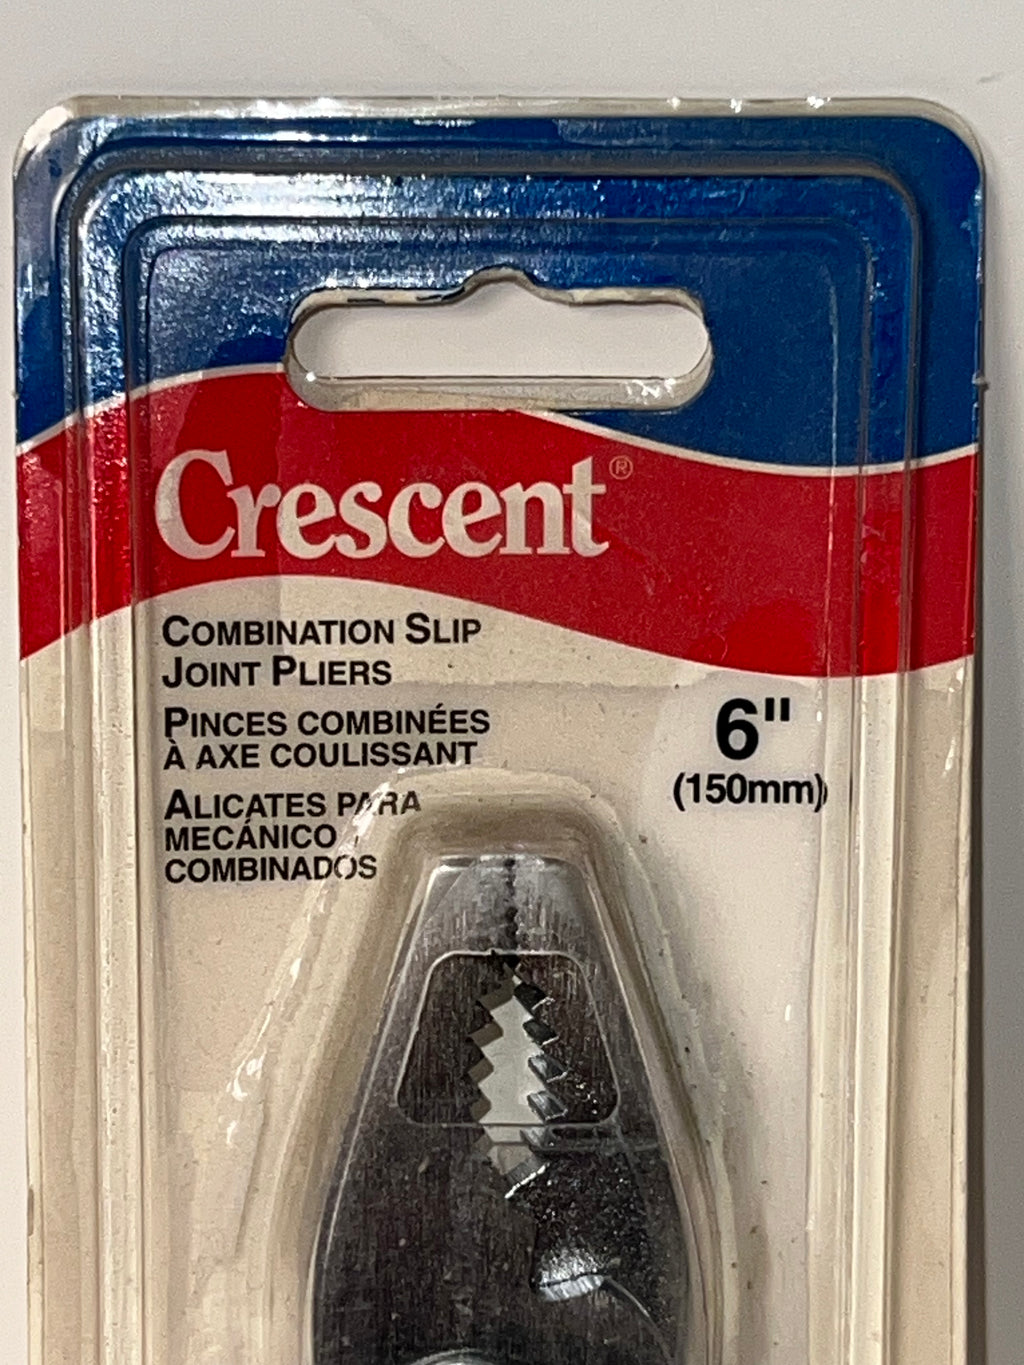 Crescent®
COMBINATION SLIP
JOINT PLIERS
PINCES COMBINÉES
À AXE COULISSANT
ALICATES PARA
MECÁNICO
COMBINADOS
6"
(150mm)